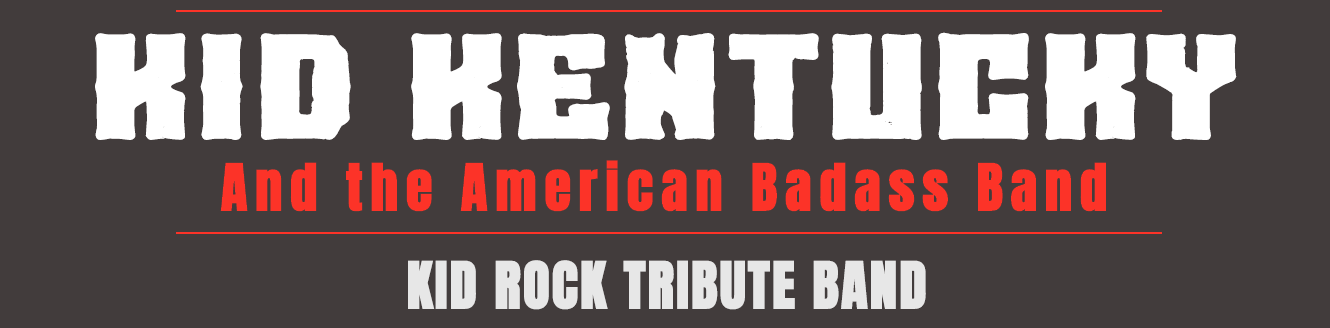 KID KENTUCKY
And the American Badass Band
KID ROCK TRIBUTE BAND